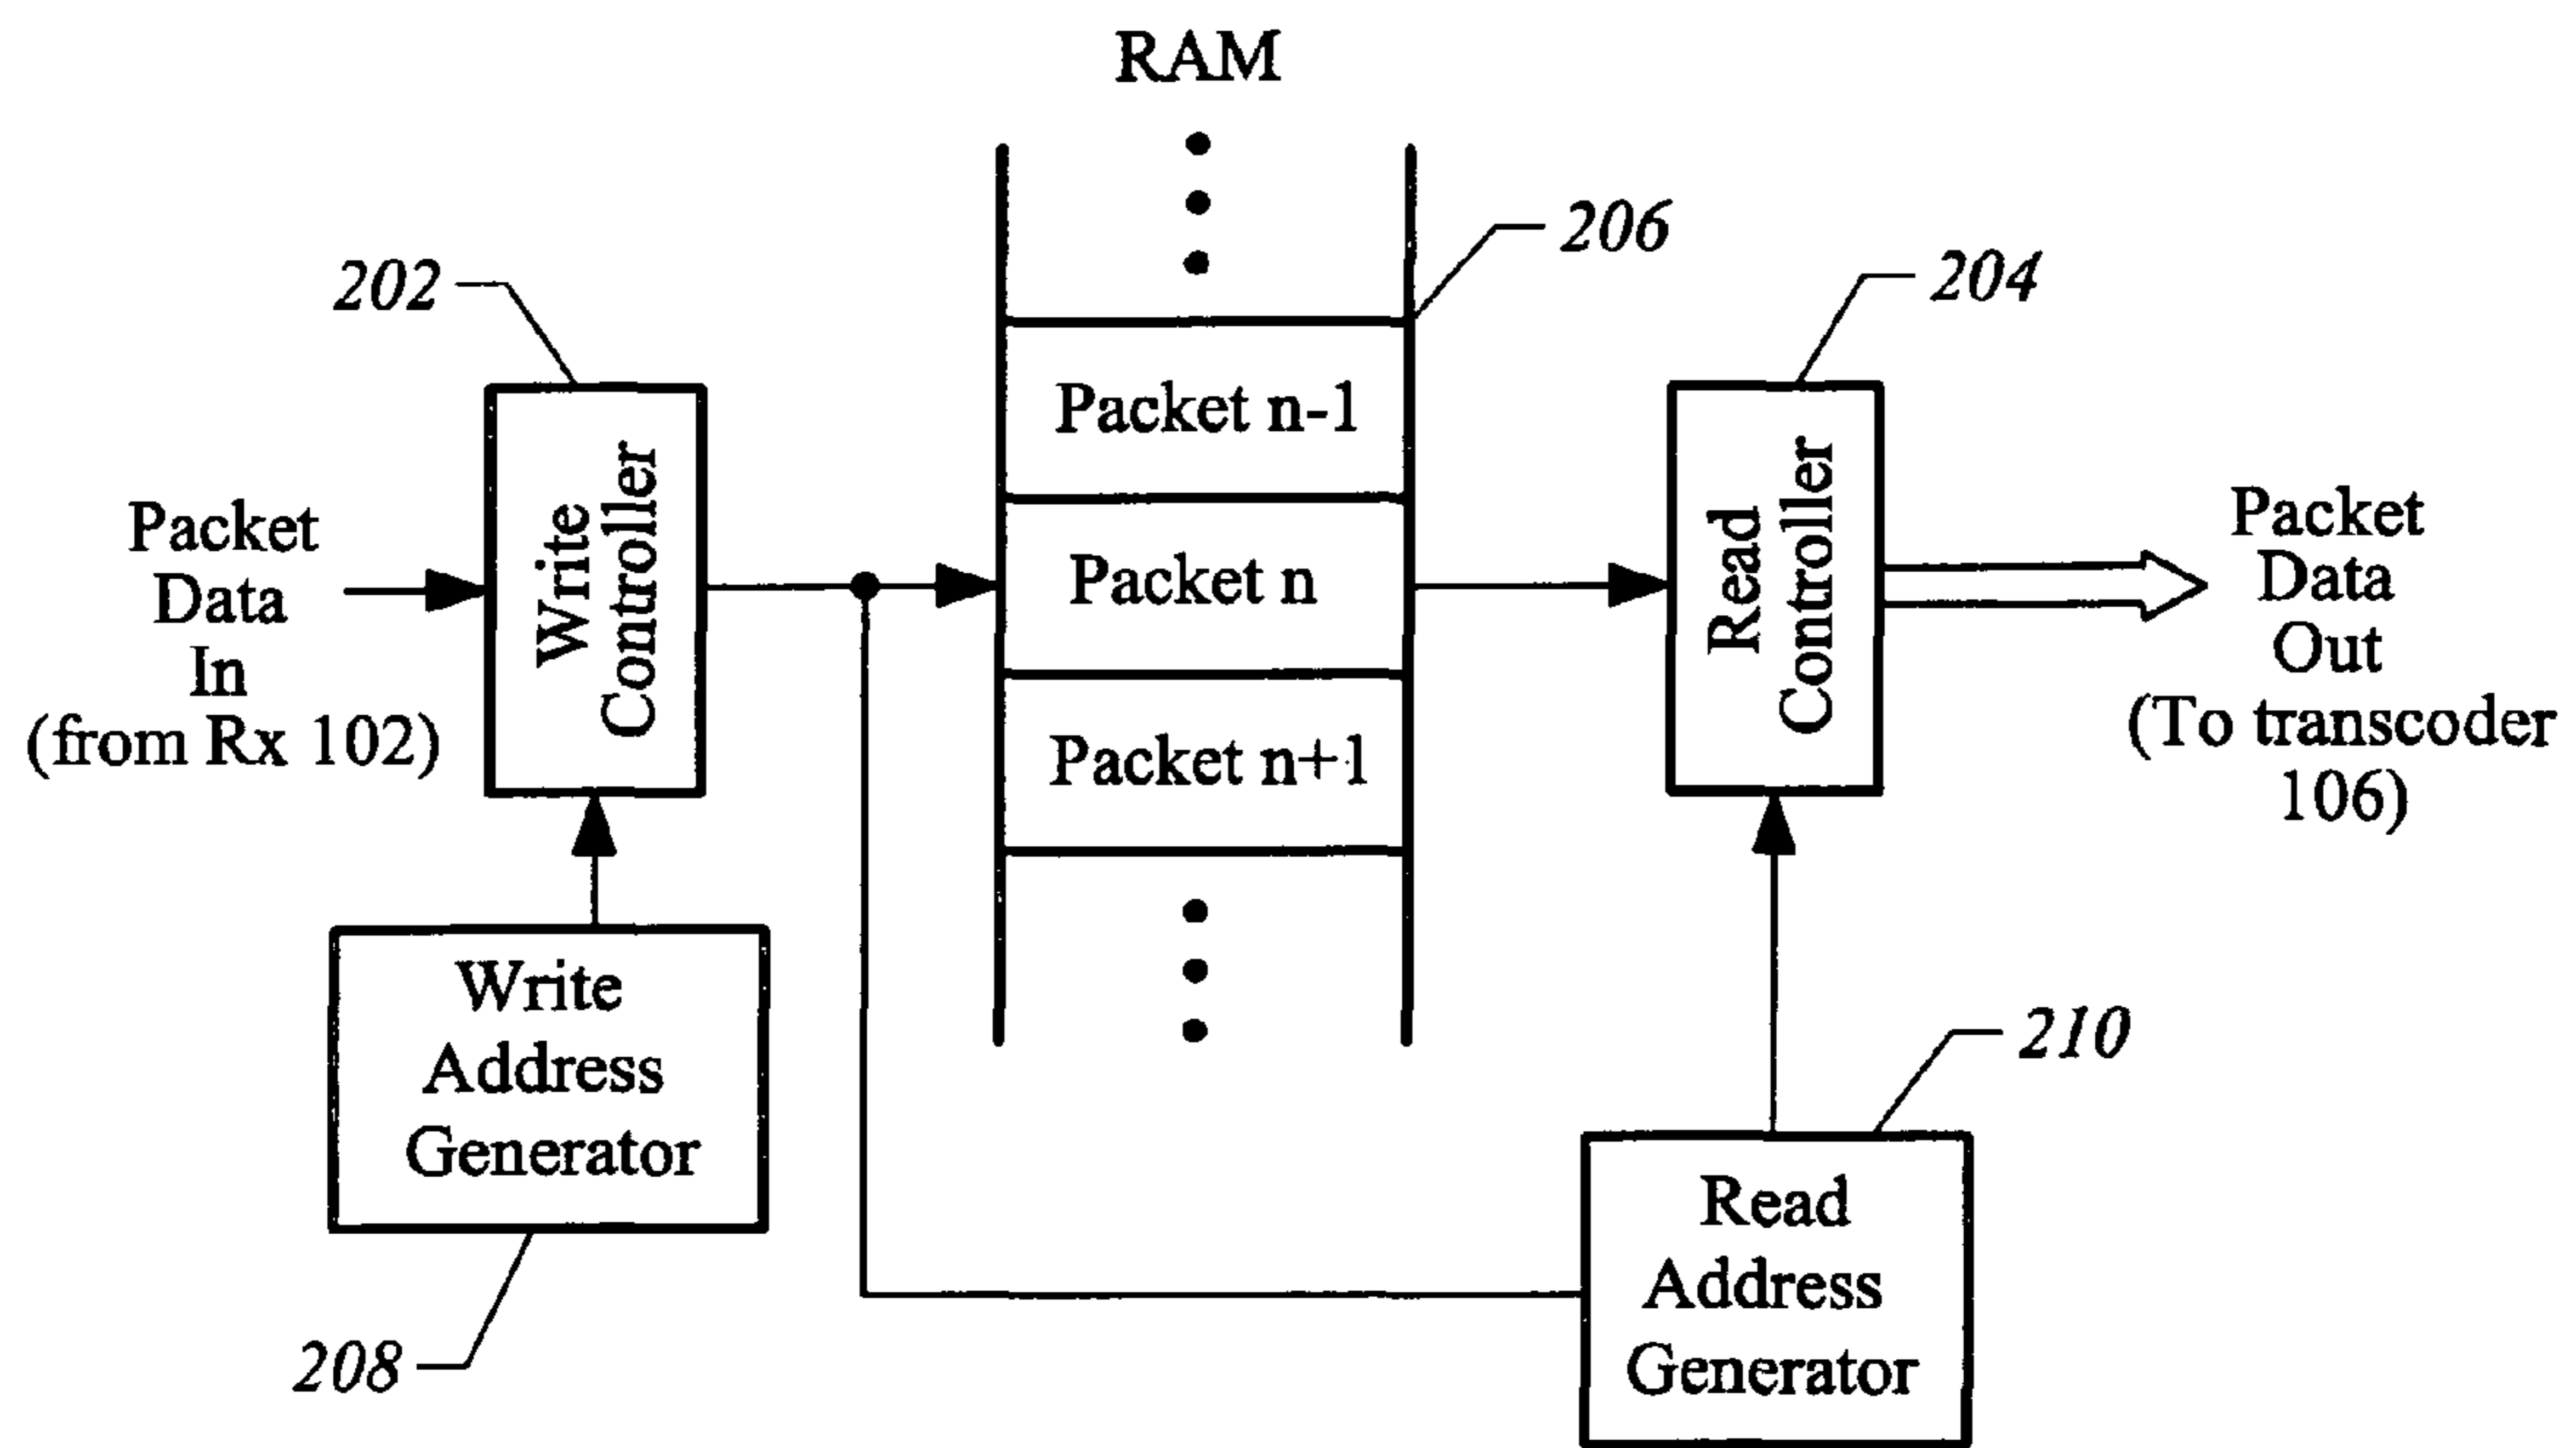 RAM
206
204
202
Packet n-1
Write
Controller
Read
Controller
Packet
Data
In
(from Rx 102)
Packet n
Packet
Data
Out
(To transcoder
106)
Packet n+1
Write
Address
Generator
208
210
Read
Address
Generator